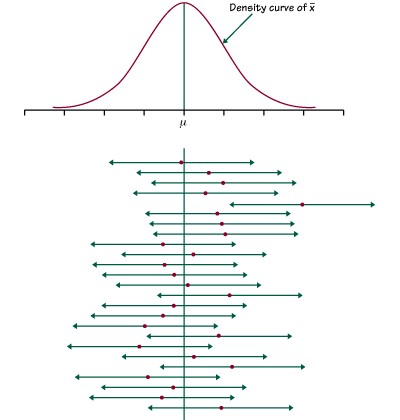 Density curve of x̄
μ